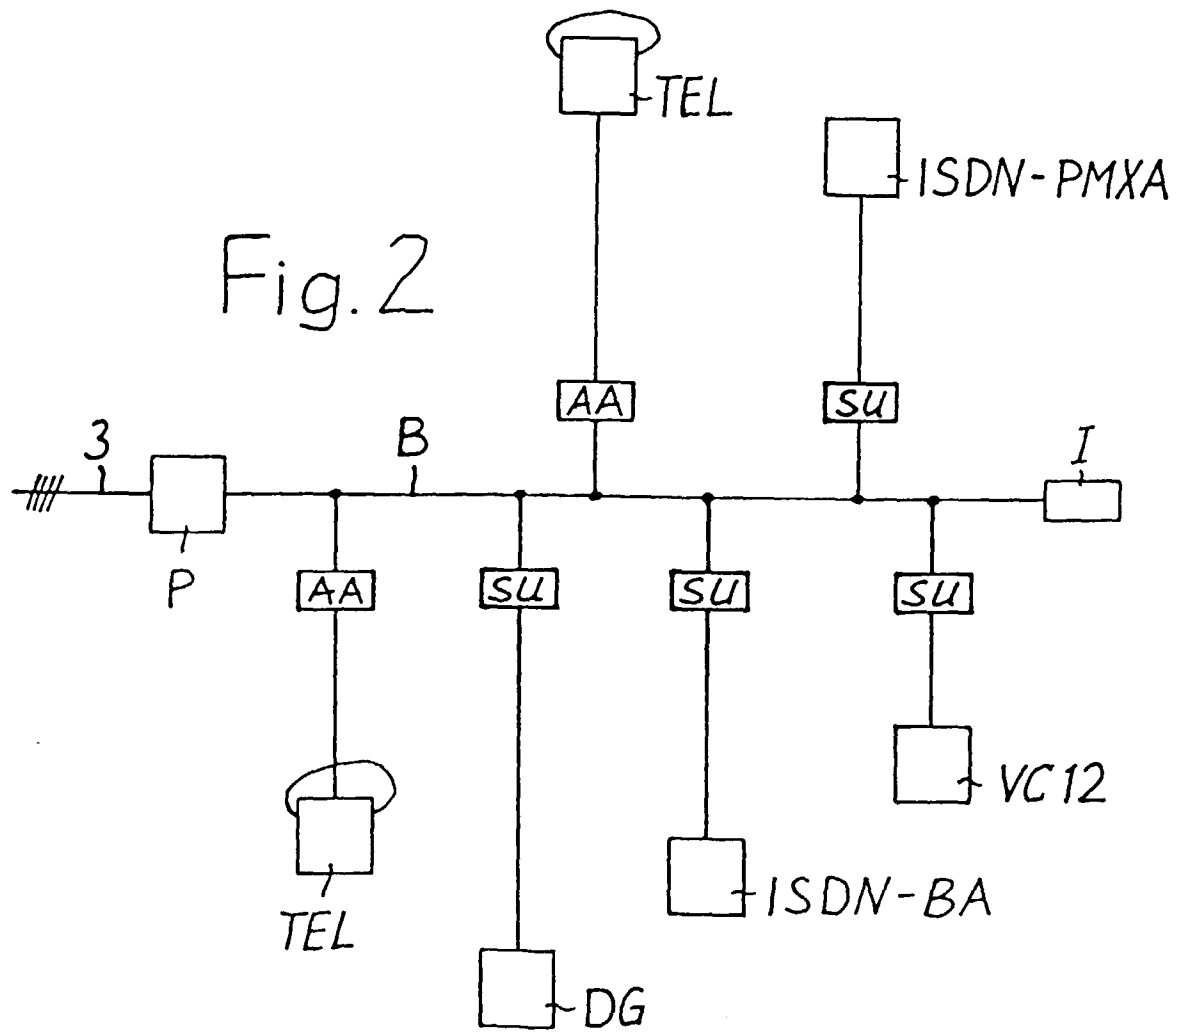 TEL
ISDN-PMXA
Fig. 2
AA
SU
3
B
I
P
AA
SU
SU
SU
VC12
TEL
ISDN-BA
DG